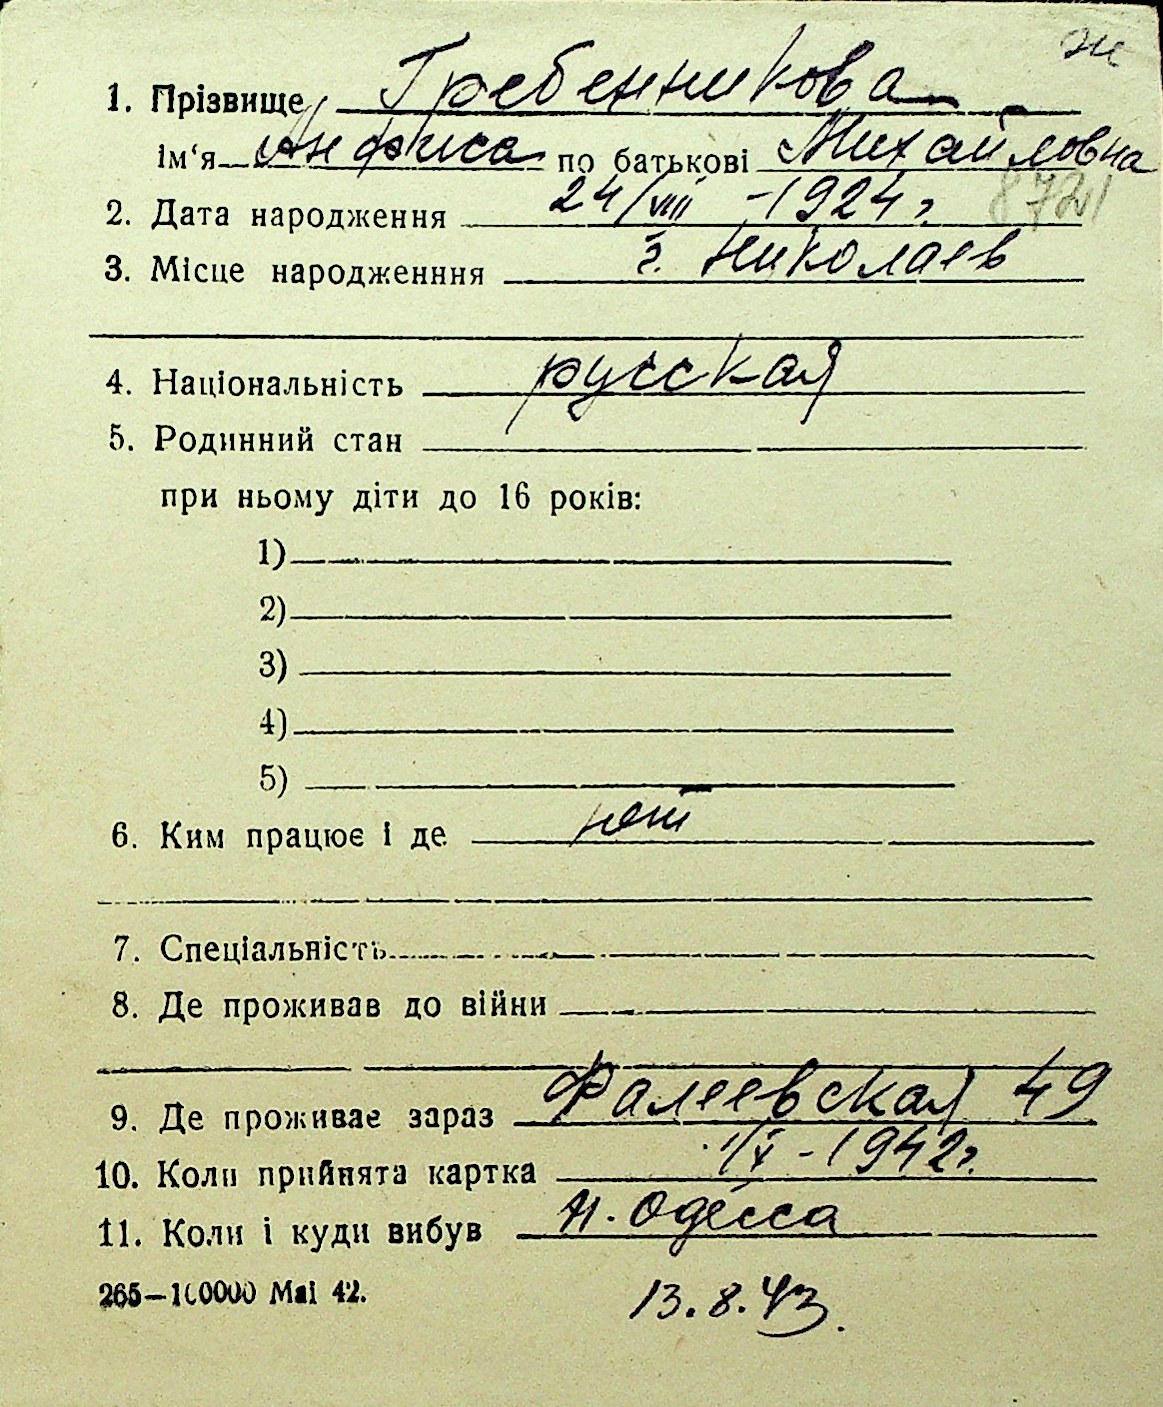 ж
1. Прізвище Гребенникова
Ім‘я Анфиса по батькові Михайловна
8721
2. Дата народження 24/VIII -1924 г.
3. Місце народженння г. Николаев
4. Національність русская
5. Родинний стан
при ньому діти до 16 років:
1)
2)
3)
4)
5)
6. Ким працює і де
7. Спеціальність
8. Де проживав до війни
9. Де проживає зараз Фалеевская 49
10. Коли прийнята картка 1/X -1942 г.
11. Коли і куди вибув Н. Одесса
265—100000 Маі 42.
13.8.43.